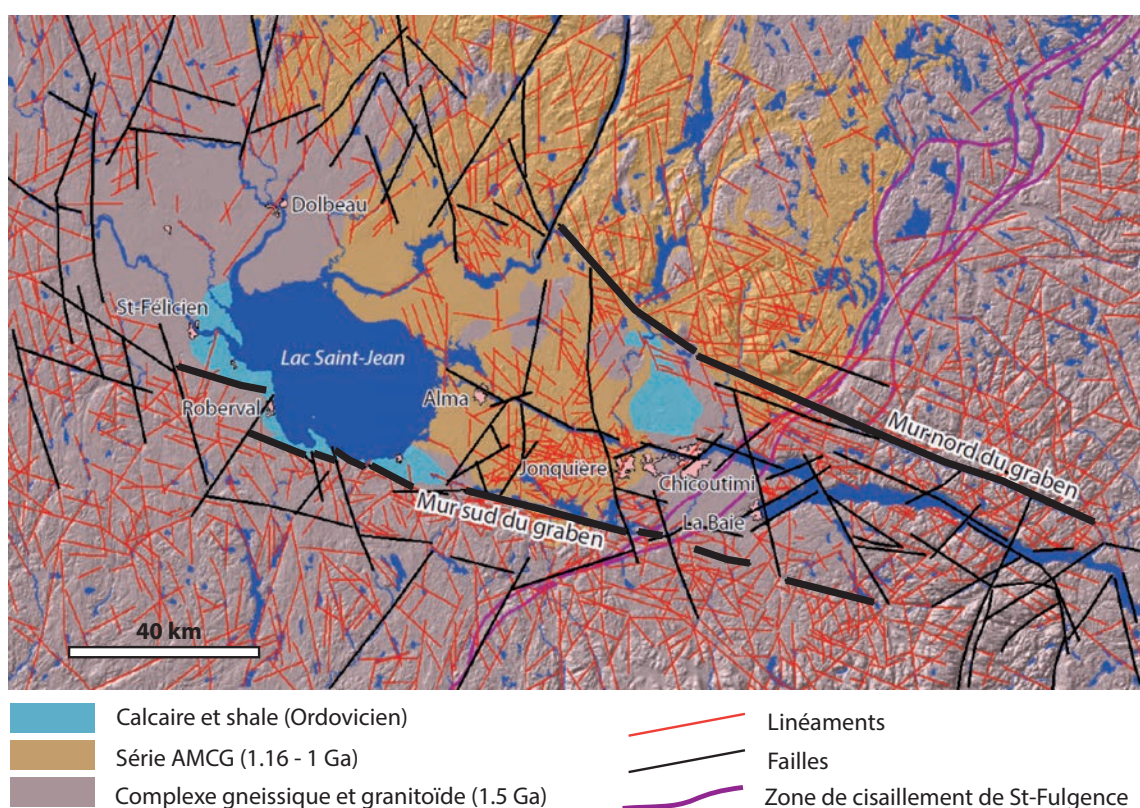 Dolbeau
St-Félicien
Lac Saint-Jean
Roberval
Alma
Mur nord du graben
Jonquière
Chicoutimi
Mur sud du graben
La Baie
40 km
Calcaire et shale (Ordovicien)
Série AMCG (1.16 - 1 Ga)
Complexe gneissique et granitoïde (1.5 Ga)
Linéaments
Failles
Zone de cisaillement de St-Fulgence